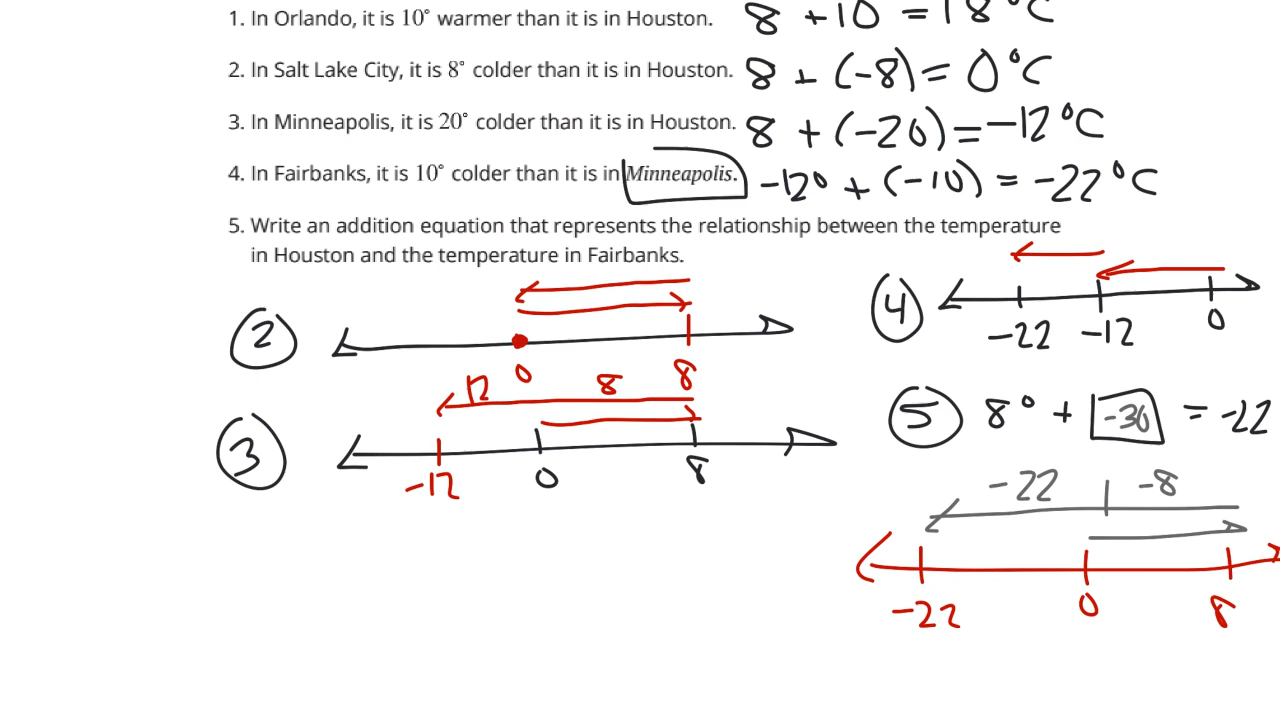 1. In Orlando, it is 10° warmer than it is in Houston. 8 + 10 = 18°C
2. In Salt Lake City, it is 8° colder than it is in Houston. 8 + (-8) = 0°C
3. In Minneapolis, it is 20° colder than it is in Houston. 8 + (-20) = -12°C
4. In Fairbanks, it is 10° colder than it is in Minneapolis. -12° + (-10) = -22°C
5. Write an addition equation that represents the relationship between the temperature
in Houston and the temperature in Fairbanks.
2
0 8
12 8
3
-12 0 8
4
-22 -12 0
5 8° + -30 = -22
-22 -8
-22 0 8